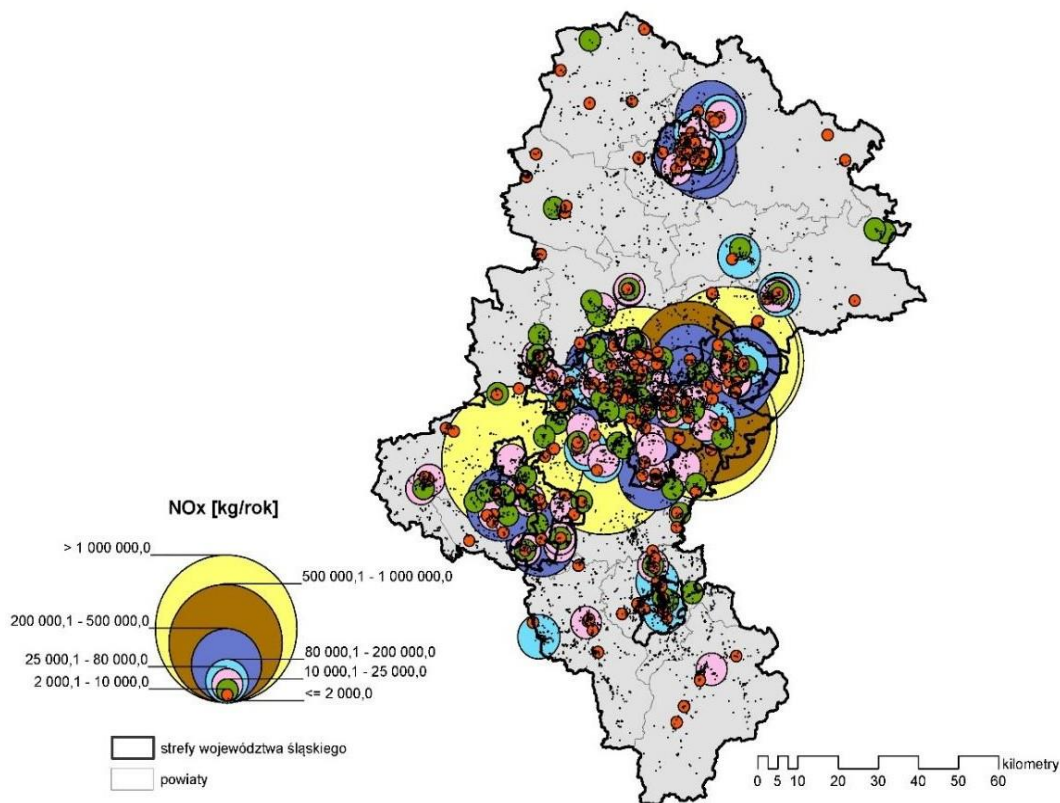 NOx [kg/rok]
> 1 000 000,0
500 000,1 - 1 000 000,0
200 000,1 - 500 000,0
80 000,1 - 200 000,0
25 000,1 - 80 000,0
10 000,1 - 25 000,0
2 000,1 - 10 000,0
<= 2 000,0
strefy województwa śląskiego
powiaty
kilometry
0 5 10 20 30 40 50 60